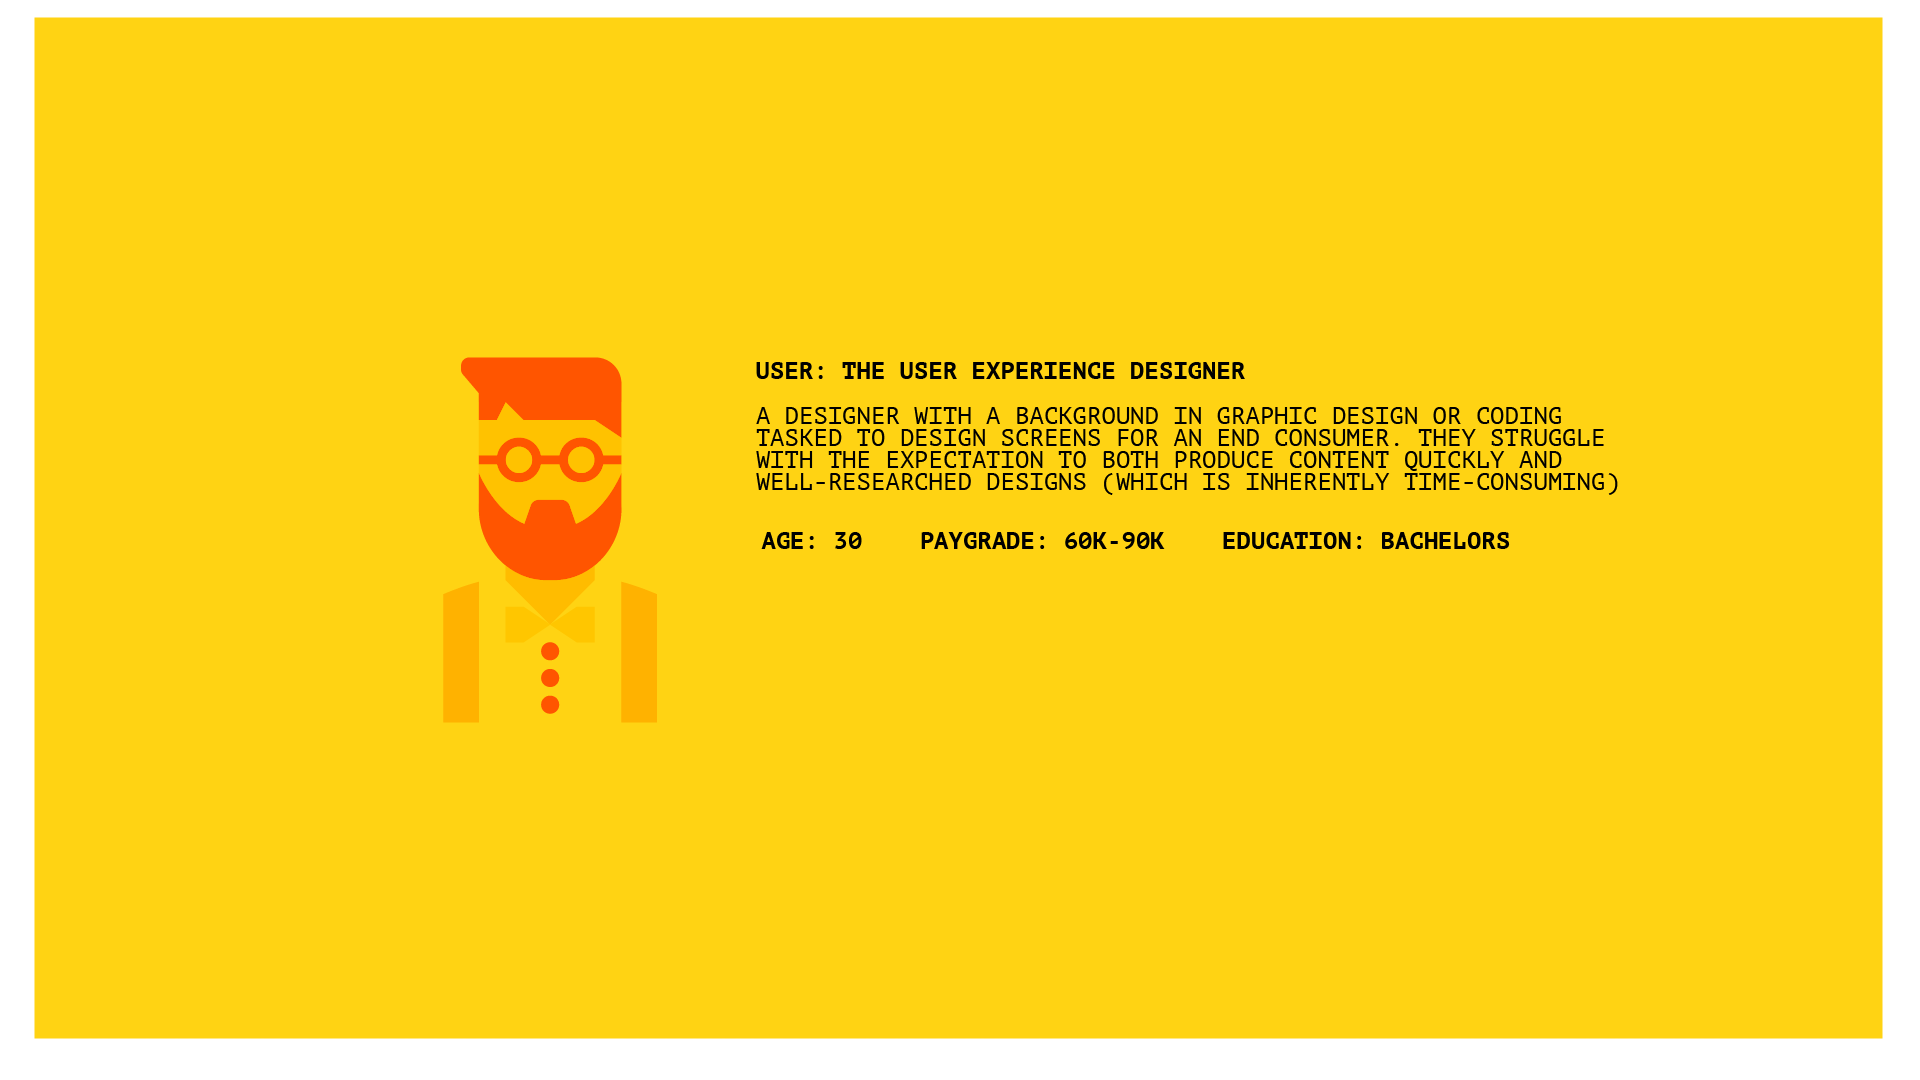 USER: THE USER EXPERIENCE DESIGNER
A DESIGNER WITH A BACKGROUND IN GRAPHIC DESIGN OR CODING
TASKED TO DESIGN SCREENS FOR AN END CONSUMER. THEY STRUGGLE
WITH THE EXPECTATION TO BOTH PRODUCE CONTENT QUICKLY AND
WELL-RESEARCHED DESIGNS (WHICH IS INHERENTLY TIME-CONSUMING)
AGE: 30 PAYGRADE: 60K-90K EDUCATION: BACHELORS